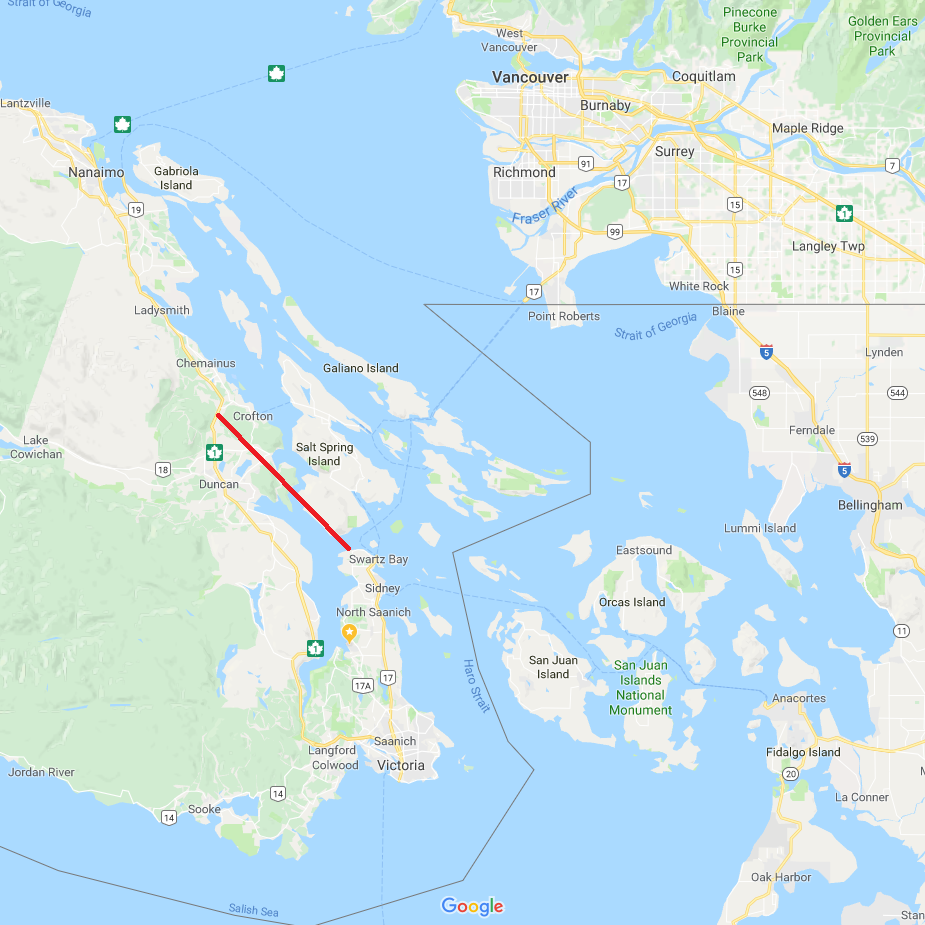 Strait of Georgia
Pinecone
Burke
Provincial
Park
Golden Ears
Provincial
Park
West
Vancouver
Vancouver
Coquitlam
Lantzville
Burnaby
Maple Ridge
Nanaimo
Gabriola
Island
Surrey
Richmond
91
7
17
19
Fraser River
15
1
99
Langley Twp
15
White Rock
17
Ladysmith
Point Roberts
Blaine
Strait of Georgia
5
Lynden
Chemainus
Galiano Island
548
544
Crofton
Ferndale
539
Lake
Cowichan
1
Salt Spring
Island
18
5
Duncan
Bellingham
Lummi Island
Swartz Bay
Eastsound
Sidney
Orcas Island
North Saanich
11
1
San Juan
Island
San Juan
Islands
National
Monument
Haro Strait
17
17A
Anacortes
Saanich
Langford
Colwood
Fidalgo Island
Victoria
Jordan River
20
14
La Conner
Sooke
14
Oak Harbor
Google
Salish Sea
Stan